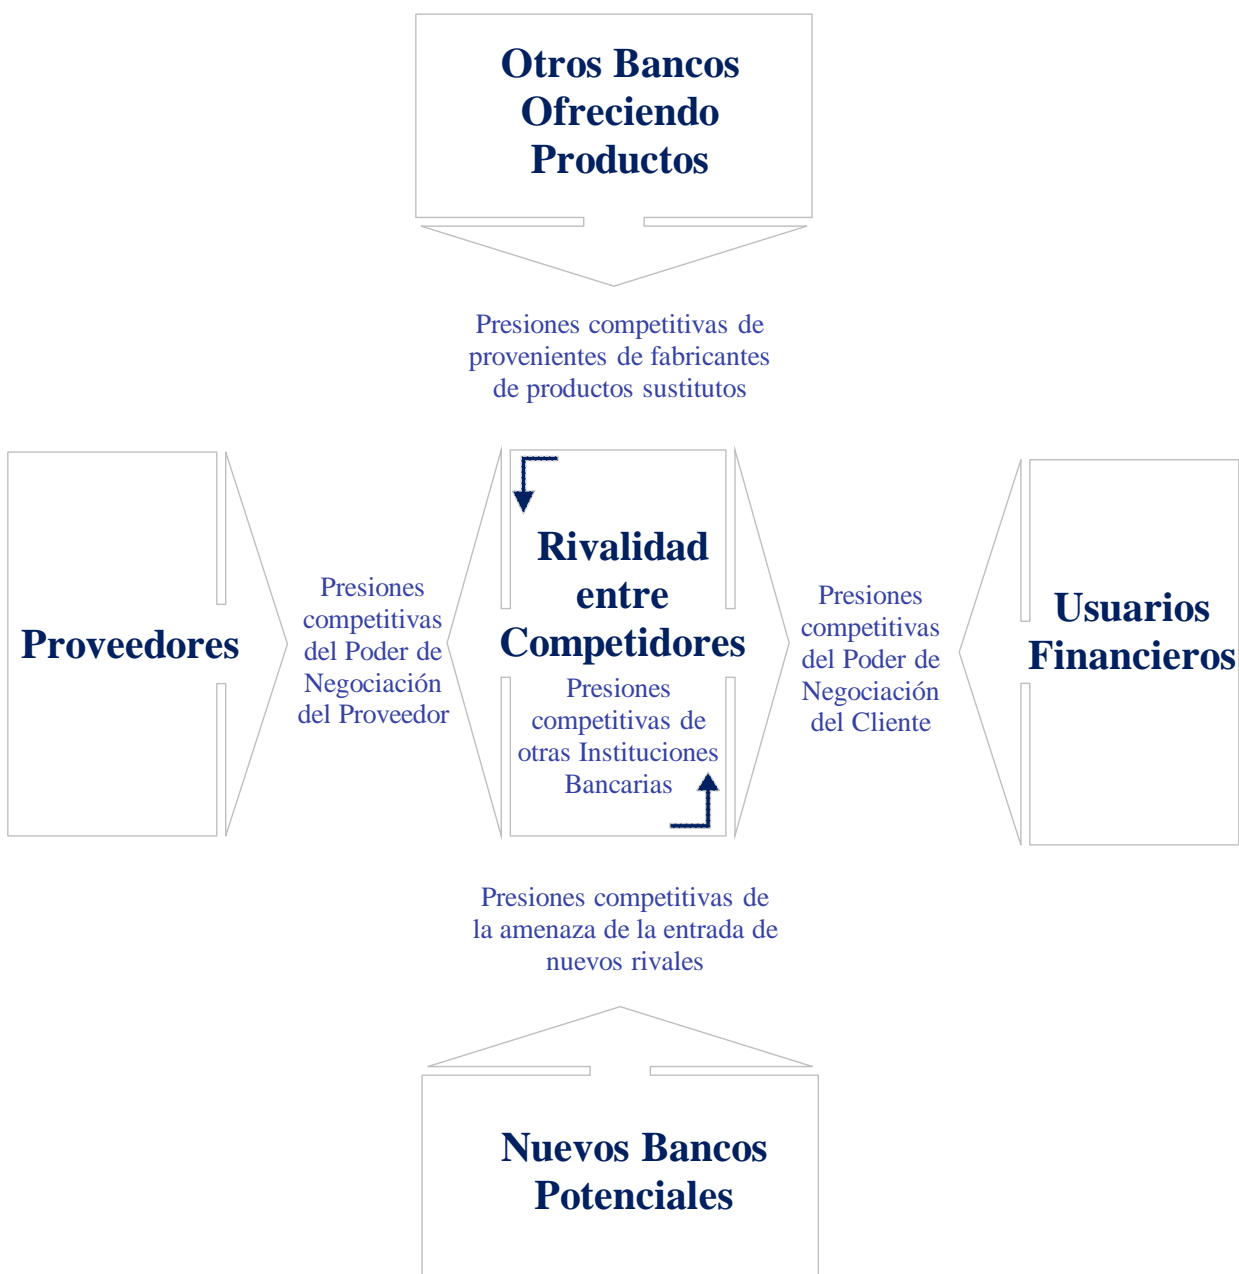 Otros Bancos
Ofreciendo
Productos
Presiones competitivas de
provenientes de fabricantes
de productos sustitutos
Proveedores
Presiones
competitivas
del Poder de
Negociación
del Proveedor
Rivalidad
entre
Competidores
Presiones
competitivas de
otras Instituciones
Bancarias
Presiones
competitivas
del Poder de
Negociación
del Cliente
Usuarios
Financieros
Presiones competitivas de
la amenaza de la entrada de
nuevos rivales
Nuevos Bancos
Potenciales